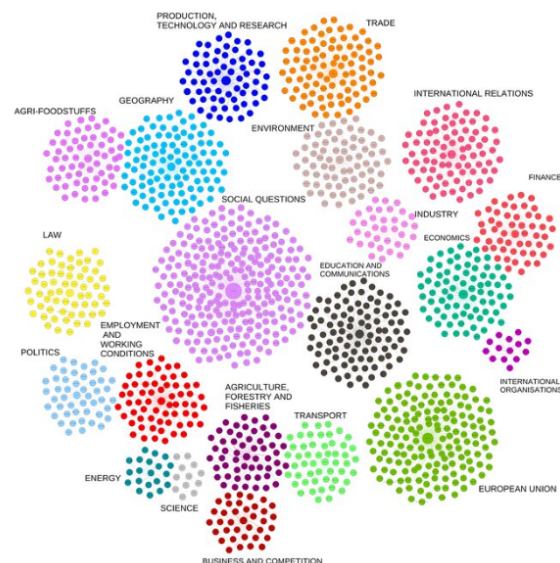 PRODUCTION,
TECHNOLOGY AND RESEARCH
TRADE
INTERNATIONAL RELATIONS
GEOGRAPHY
AGRI-FOODSTUFFS
ENVIRONMENT
FINANCE
SOCIAL QUESTIONS
INDUSTRY
LAW
ECONOMICS
EDUCATION AND
COMMUNICATIONS
EMPLOYMENT
AND
WORKING
CONDITIONS
POLITICS
AGRICULTURE,
FORESTRY AND
FISHERIES
INTERNATIONAL
ORGANISATIONS
TRANSPORT
ENERGY
SCIENCE
EUROPEAN UNION
BUSINESS AND COMPETITION